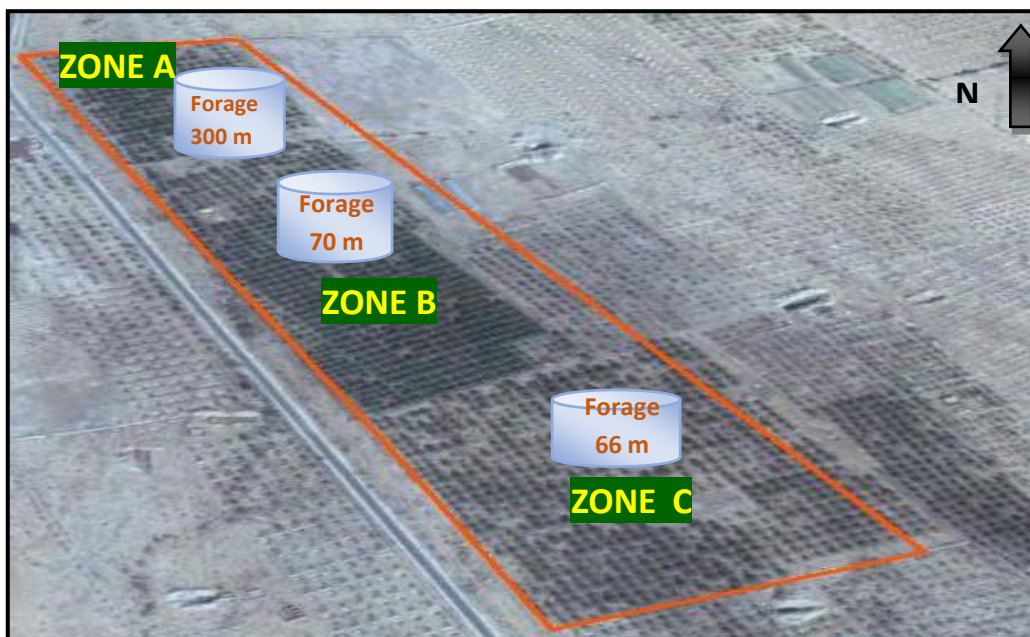 ZONE A
Forage
300 m
N
Forage
70 m
ZONE B
Forage
66 m
ZONE C